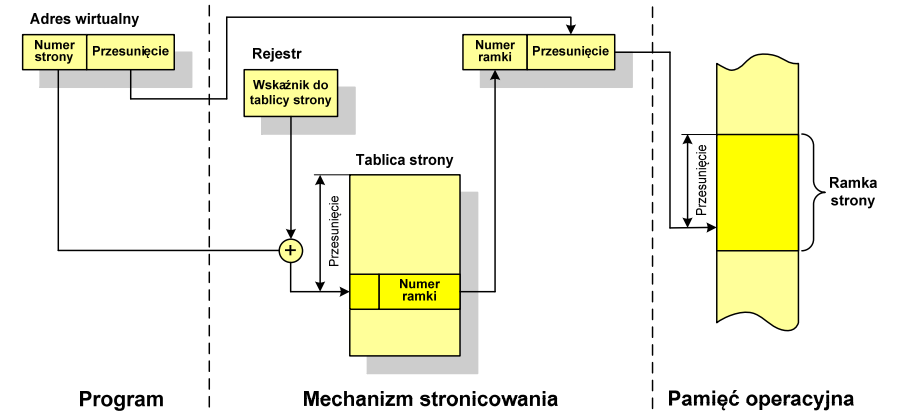 Adres wirtualny
Numer
strony
Przesunięcie
Rejestr
Wskaźnik do
tablicy strony
Numer
ramki
Przesunięcie
Tablica strony
Przesunięcie
+
Numer
ramki
Przesunięcie
Ramka
strony
Program
Mechanizm stronicowania
Pamięć operacyjna